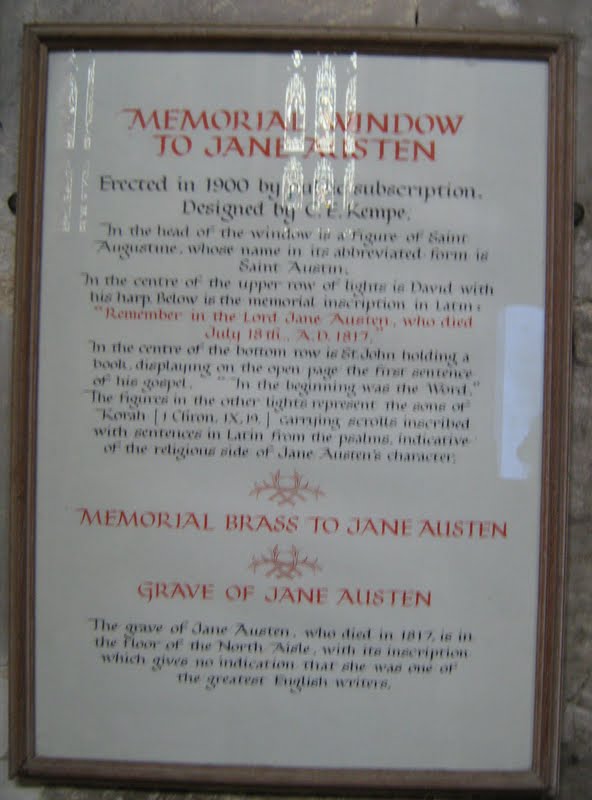 MEMORIAL WINDOW
TO JANE AUSTEN
Erected in 1900 by public subscription.
Designed by C. E. Kempe.
In the head of the window is a figure of Saint
Augustine, whose name in its abbreviated form is
Saint Austin.
In the centre of the upper row of lights is David with
his harp. Below is the memorial inscription in Latin:
"Remember in the Lord Jane Austen, who died
July 18th., A.D. 1817."
In the centre of the bottom row is St. John holding a
book, displaying on the open page the first sentence
of his gospel, "In the beginning was the Word."
The figures in the other lights represent the sons of
Korah [1 Chron. IX, 19.] carrying scrolls inscribed
with sentences in Latin from the psalms, indicative
of the religious side of Jane Austen's character.
MEMORIAL BRASS TO JANE AUSTEN
GRAVE OF JANE AUSTEN
The grave of Jane Austen, who died in 1817, is in
the floor of the North Aisle, with its inscription
which gives no indication that she was one of
the greatest English writers.